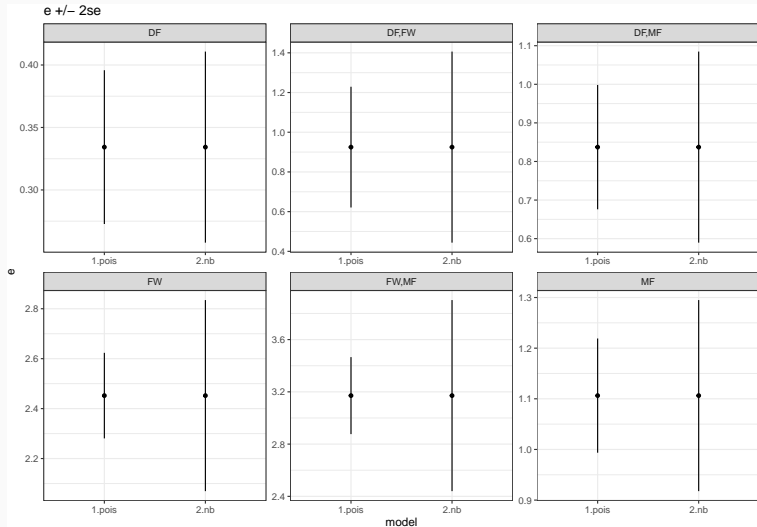 e +/− 2se
DF
DF,FW
DF,MF
0.40
0.35
0.30
1.4
1.2
1.0
0.8
0.6
0.4
1.1
1.0
0.9
0.8
0.7
0.6
1.pois
2.nb
1.pois
2.nb
1.pois
2.nb
e
FW
FW,MF
MF
2.8
2.6
2.4
2.2
3.6
3.2
2.8
2.4
1.3
1.2
1.1
1.0
0.9
1.pois
2.nb
1.pois
2.nb
1.pois
2.nb
model